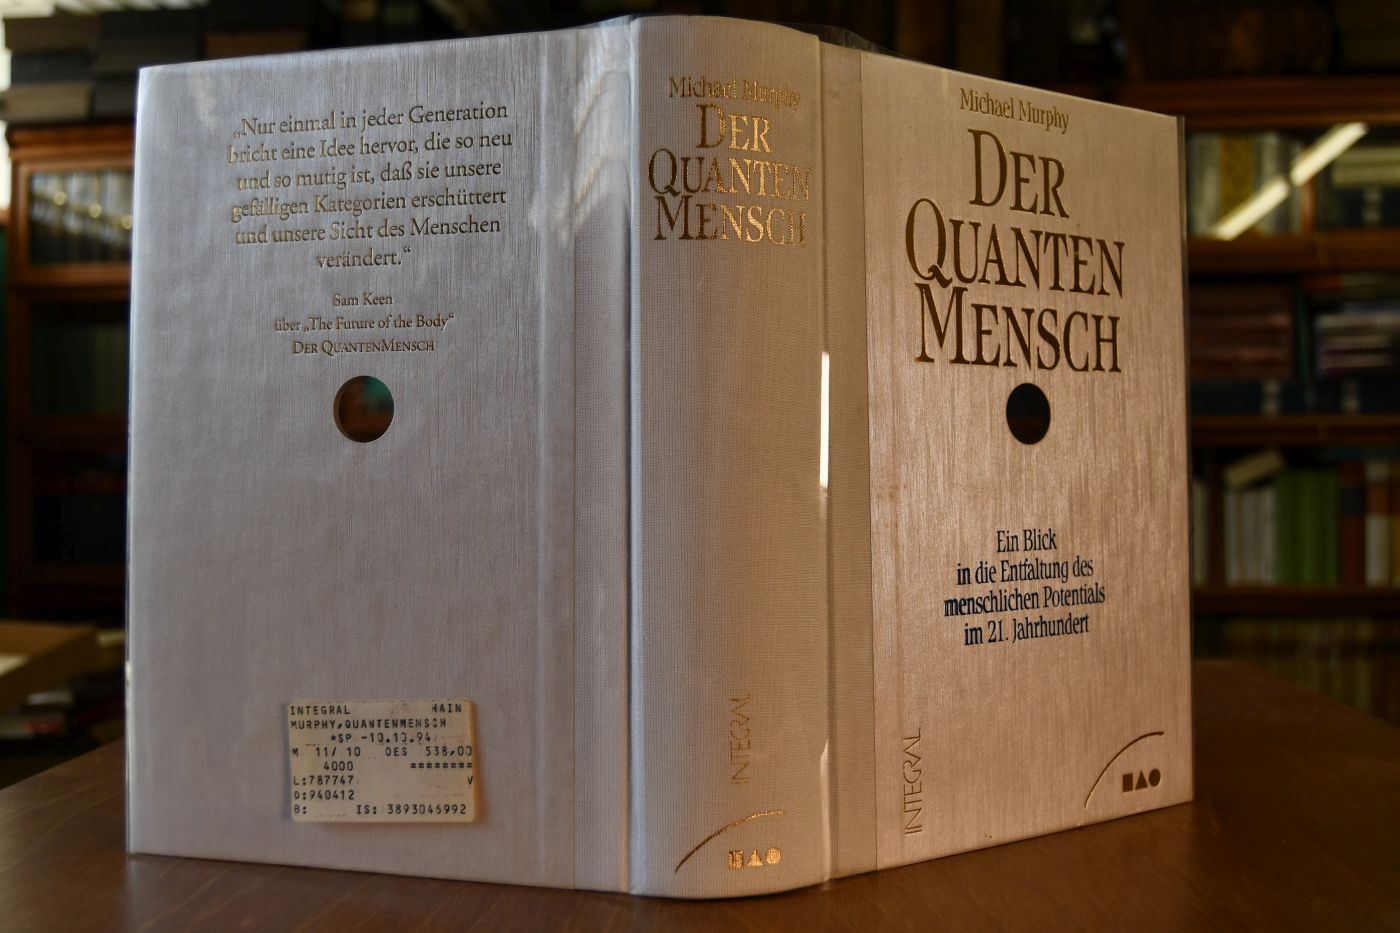 „Nur einmal in jeder Generation
bricht eine Idee hervor, die so neu
und so mutig ist, daß sie unsere
gefälligen Kategorien erschüttert
und unsere Sicht des Menschen
verändert.“
Sam Keen
über „The Future of the Body“
DER QUANTENMENSCH
INTEGRAL HAIN
MURPHY,QUANTENMENSCH
*SP -10.10.94/
M 11/ 10 OES 538,00
4000 ========
L:787747 V
D:940412
B: IS: 3893046992
Michael Murphy
DER
QUANTEN
MENSCH
INTEGRAL
Michael Murphy
DER
QUANTEN
MENSCH
Ein Blick
in die Entfaltung des
menschlichen Potentials
im 21. Jahrhundert
INTEGRAL